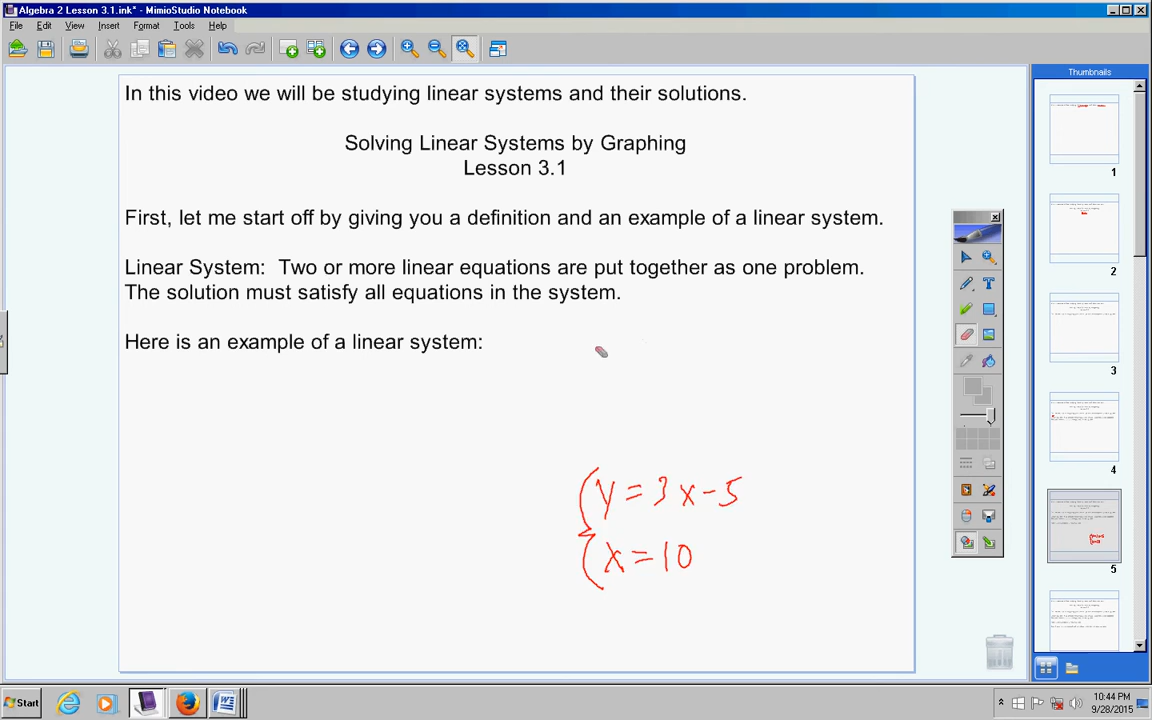 Algebra 2 Lesson 3.1.ink* - MimioStudio Notebook
File Edit View Insert Format Tools Help
In this video we will be studying linear systems and their solutions.
Solving Linear Systems by Graphing
Lesson 3.1
First, let me start off by giving you a definition and an example of a linear system.
Linear System: Two or more linear equations are put together as one problem.
The solution must satisfy all equations in the system.
Here is an example of a linear system:
y = 3x - 5
x = 10
Thumbnails
1
2
3
4
5
Start
10:44 PM
9/28/2015